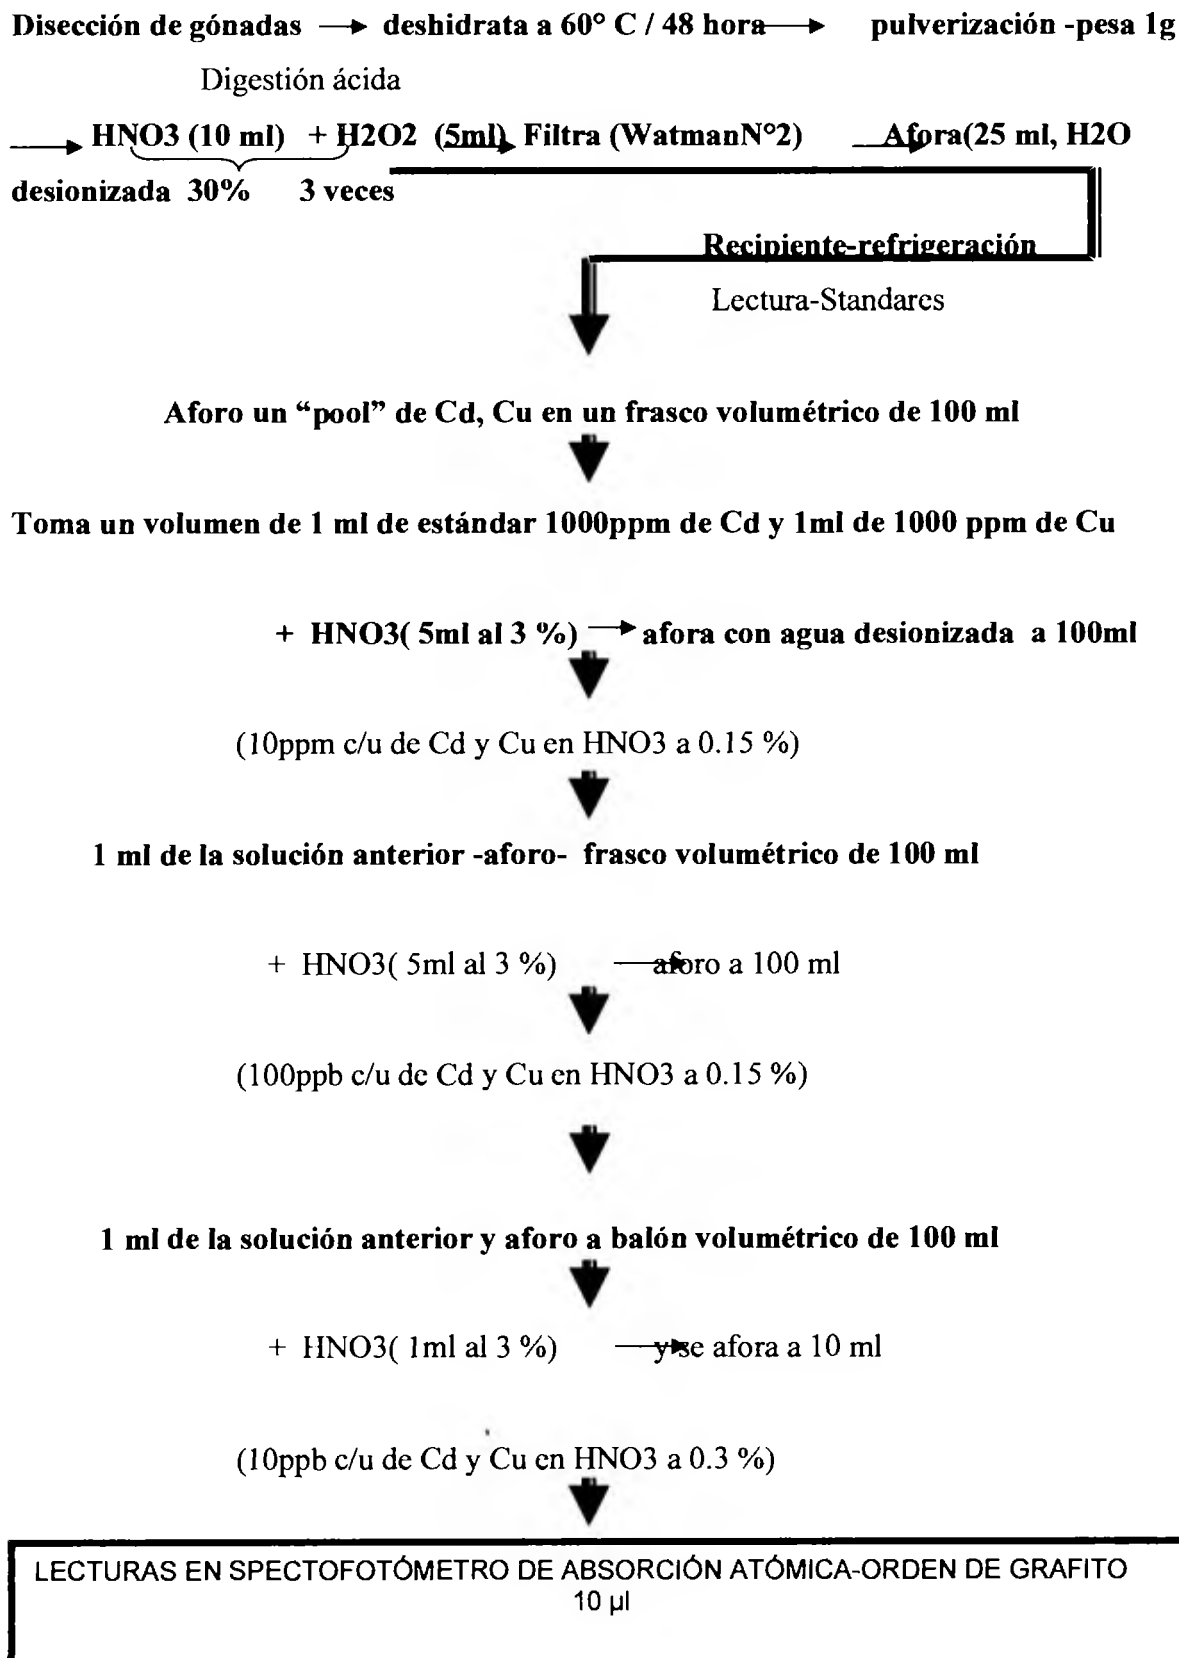 Disección de gónadas → deshidrata a 60° C / 48 hora → pulverización -pesa 1g
Digestión ácida
→ HNO3 (10 ml) + H2O2 (5ml) Filtra (WatmanN°2) Afora(25 ml, H2O
desionizada 30% 3 veces
Recipiente-refrigeración
Lectura-Standares
Aforo un “pool” de Cd, Cu en un frasco volumétrico de 100 ml
Toma un volumen de 1 ml de estándar 1000ppm de Cd y 1ml de 1000 ppm de Cu
+ HNO3( 5ml al 3 %) → afora con agua desionizada a 100ml
(10ppm c/u de Cd y Cu en HNO3 a 0.15 %)
1 ml de la solución anterior -aforo- frasco volumétrico de 100 ml
+ HNO3( 5ml al 3 %) aforo a 100 ml
(100ppb c/u de Cd y Cu en HNO3 a 0.15 %)
1 ml de la solución anterior y aforo a balón volumétrico de 100 ml
+ HNO3( 1ml al 3 %) y se afora a 10 ml
(10ppb c/u de Cd y Cu en HNO3 a 0.3 %)
LECTURAS EN SPECTOFOTÓMETRO DE ABSORCIÓN ATÓMICA-ORDEN DE GRAFITO
10 µl